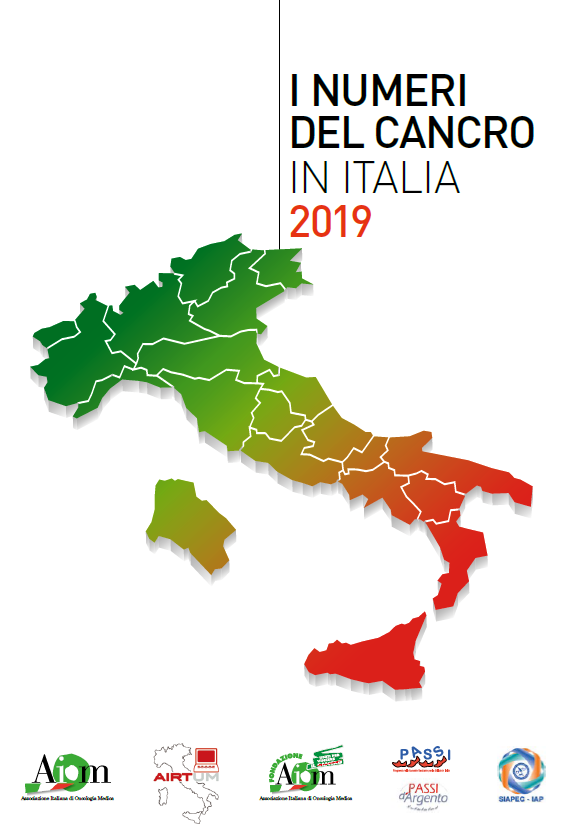 I NUMERI
DEL CANCRO
IN ITALIA
2019
Aiom
Associazione Italiana di Oncologia Medica
AIRTUM
FONDAZIONE
Aiom
Associazione Italiana di Oncologia Medica
PASSI
PASSI
d'Argento
SIAPEC - IAP